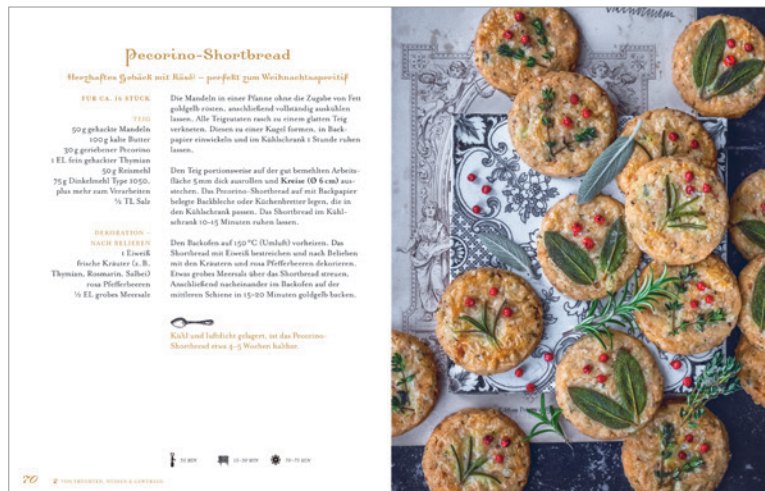 Pecorino-Shortbread
Herzhaftes Gebäck mit Käse – perfekt zum Weihnachtsaperitif
FÜR CA. 16 STÜCK
TEIG
50 g gehackte Mandeln
100 g kalte Butter
30 g geriebener Pecorino
1 EL fein gehackter Thymian
50 g Reismehl
75 g Dinkelmehl Type 1050,
plus mehr zum Verarbeiten
½ TL Salz
DEKORATION –
NACH BELIEBEN
1 Eiweiß
frische Kräuter (z. B.
Thymian, Rosmarin, Salbei)
rosa Pfefferbeeren
½ EL grobes Meersalz
Die Mandeln in einer Pfanne ohne die Zugabe von Fett
goldgelb rösten, anschließend vollständig auskühlen
lassen. Alle Teigzutaten rasch zu einem glatten Teig
verkneten. Diesen zu einer Kugel formen, in Back-
papier einwickeln und im Kühlschrank 1 Stunde ruhen
lassen.
Den Teig portionsweise auf der gut bemehlten Arbeits-
fläche 5 mm dick ausrollen und Kreise (Ø 6 cm) aus-
stechen. Das Pecorino-Shortbread auf mit Backpapier
belegte Backbleche oder Küchenbretter legen, die in
den Kühlschrank passen. Das Shortbread im Kühl-
schrank 10–15 Minuten ruhen lassen.
Den Backofen auf 150 °C (Umluft) vorheizen. Das
Shortbread mit Eiweiß bestreichen und nach Belieben
mit den Kräutern und rosa Pfefferbeeren dekorieren.
Etwas grobes Meersalz über das Shortbread streuen.
Anschließend nacheinander im Backofen auf der
mittleren Schiene in 15–20 Minuten goldgelb backen.
Kühl und luftdicht gelagert, ist das Pecorino-
Shortbread etwa 4–5 Wochen haltbar.
70